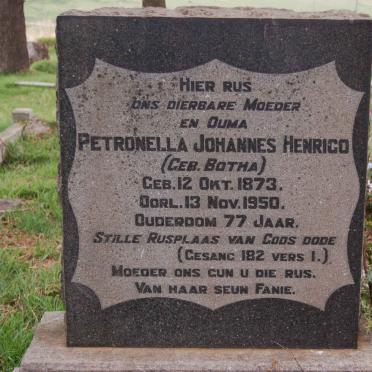 HIER RUS
ONS DIERBARE MOEDER
EN OUMA
PETRONELLA JOHANNES HENRICO
(GEB. BOTHA)
GEB. 12 OKT. 1873.
OORL. 13 NOV. 1950.
OUDERDOM 77 JAAR.
STILLE RUSPLAAS VAN GODS DODE
(GESANG 182 VERS 1.)
MOEDER ONS GUN U DIE RUS.
VAN HAAR SEUN FANIE.